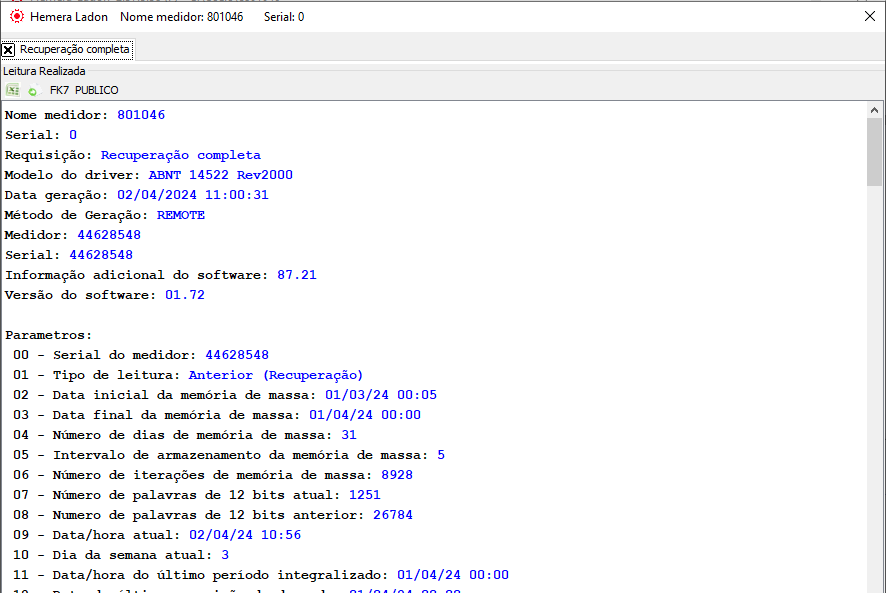 Hemera Ladon Nome medidor: 801046 Serial: 0
Recuperação completa
Leitura Realizada
FK7 PUBLICO
Nome medidor: 801046
Serial: 0
Requisição: Recuperação completa
Modelo do driver: ABNT 14522 Rev2000
Data geração: 02/04/2024 11:00:31
Método de Geração: REMOTE
Medidor: 44628548
Serial: 44628548
Informação adicional do software: 87.21
Versão do software: 01.72
Parametros:
00 - Serial do medidor: 44628548
01 - Tipo de leitura: Anterior (Recuperação)
02 - Data inicial da memória de massa: 01/03/24 00:05
03 - Data final da memória de massa: 01/04/24 00:00
04 - Número de dias de memória de massa: 31
05 - Intervalo de armazenamento da memória de massa: 5
06 - Número de iterações de memória de massa: 8928
07 - Número de palavras de 12 bits atual: 1251
08 - Numero de palavras de 12 bits anterior: 26784
09 - Data/hora atual: 02/04/24 10:56
10 - Dia da semana atual: 3
11 - Data/hora do último período integralizado: 01/04/24 00:00